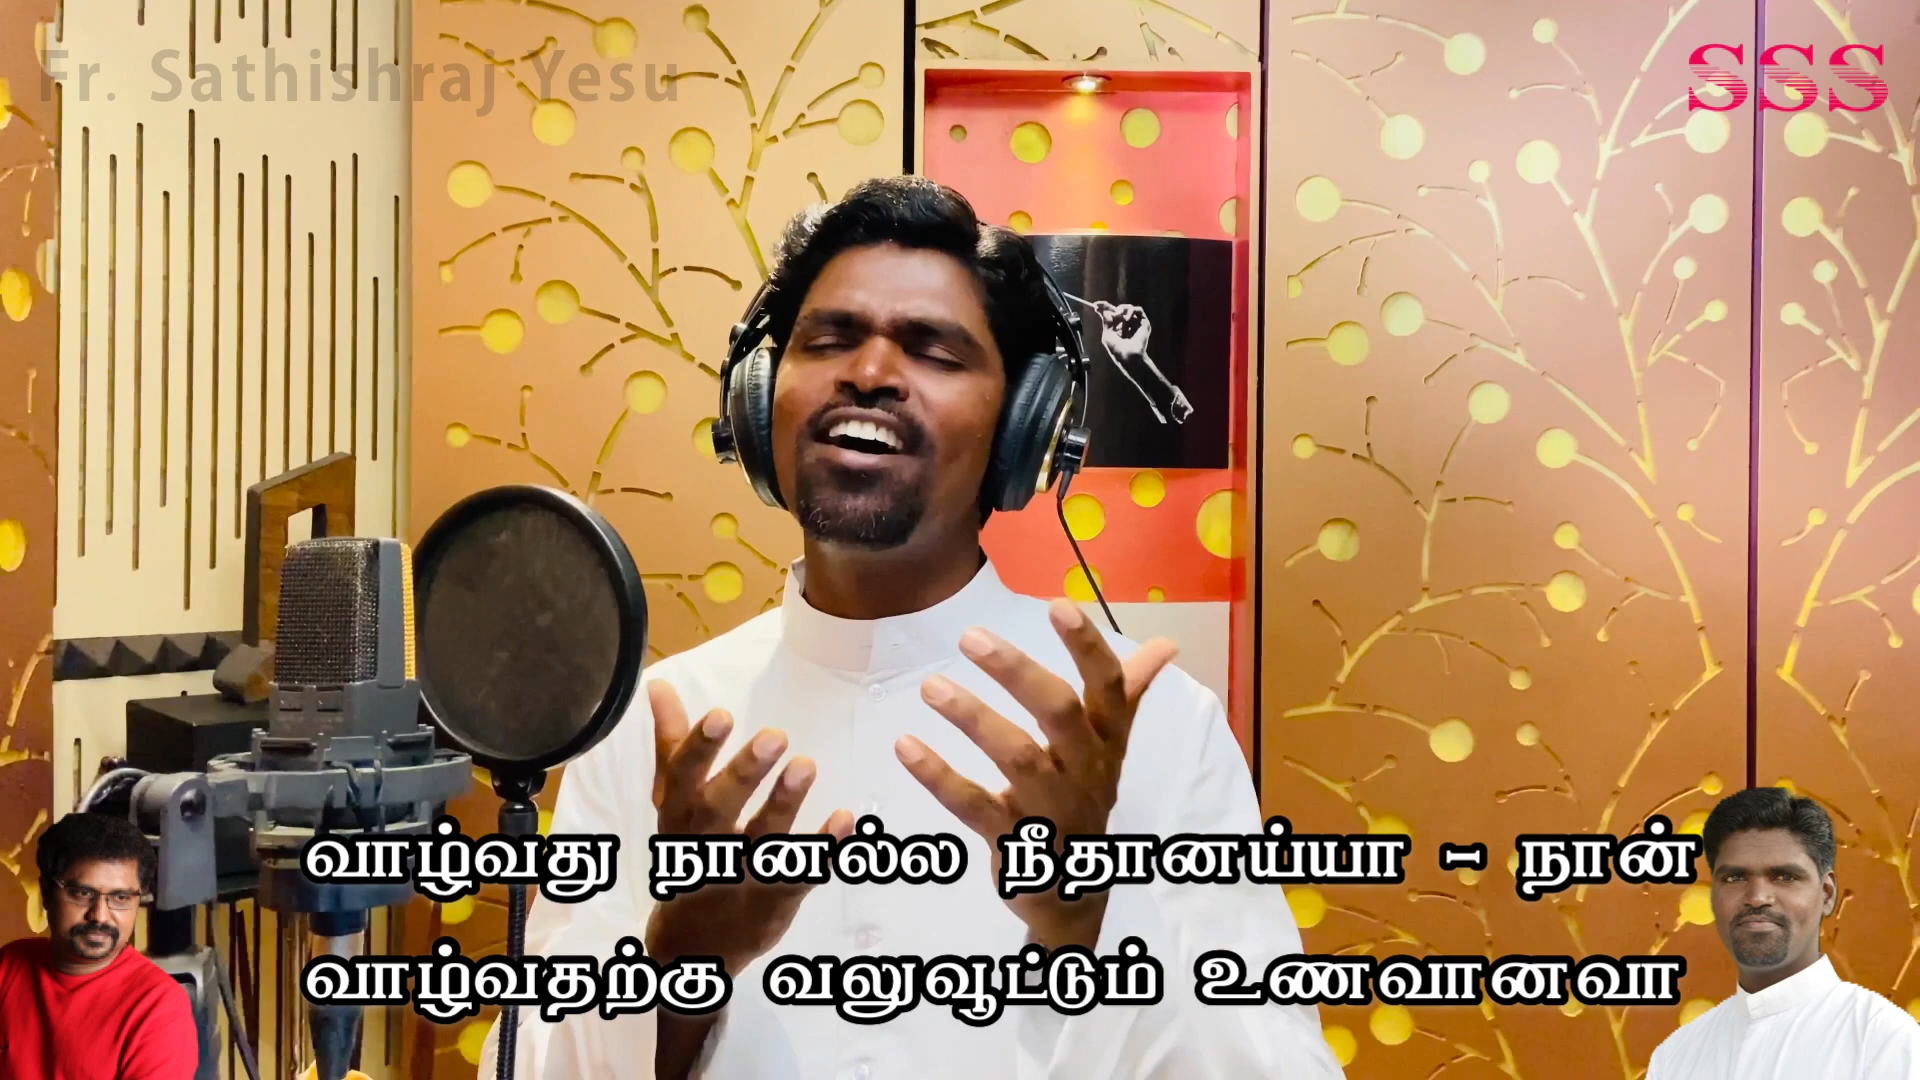 Fr. Sathishraj Yesu
SSS
வாழ்வது நானல்ல நீதானய்யா - நான்
வாழ்வதற்கு வலுவூட்டும் உணவானவா